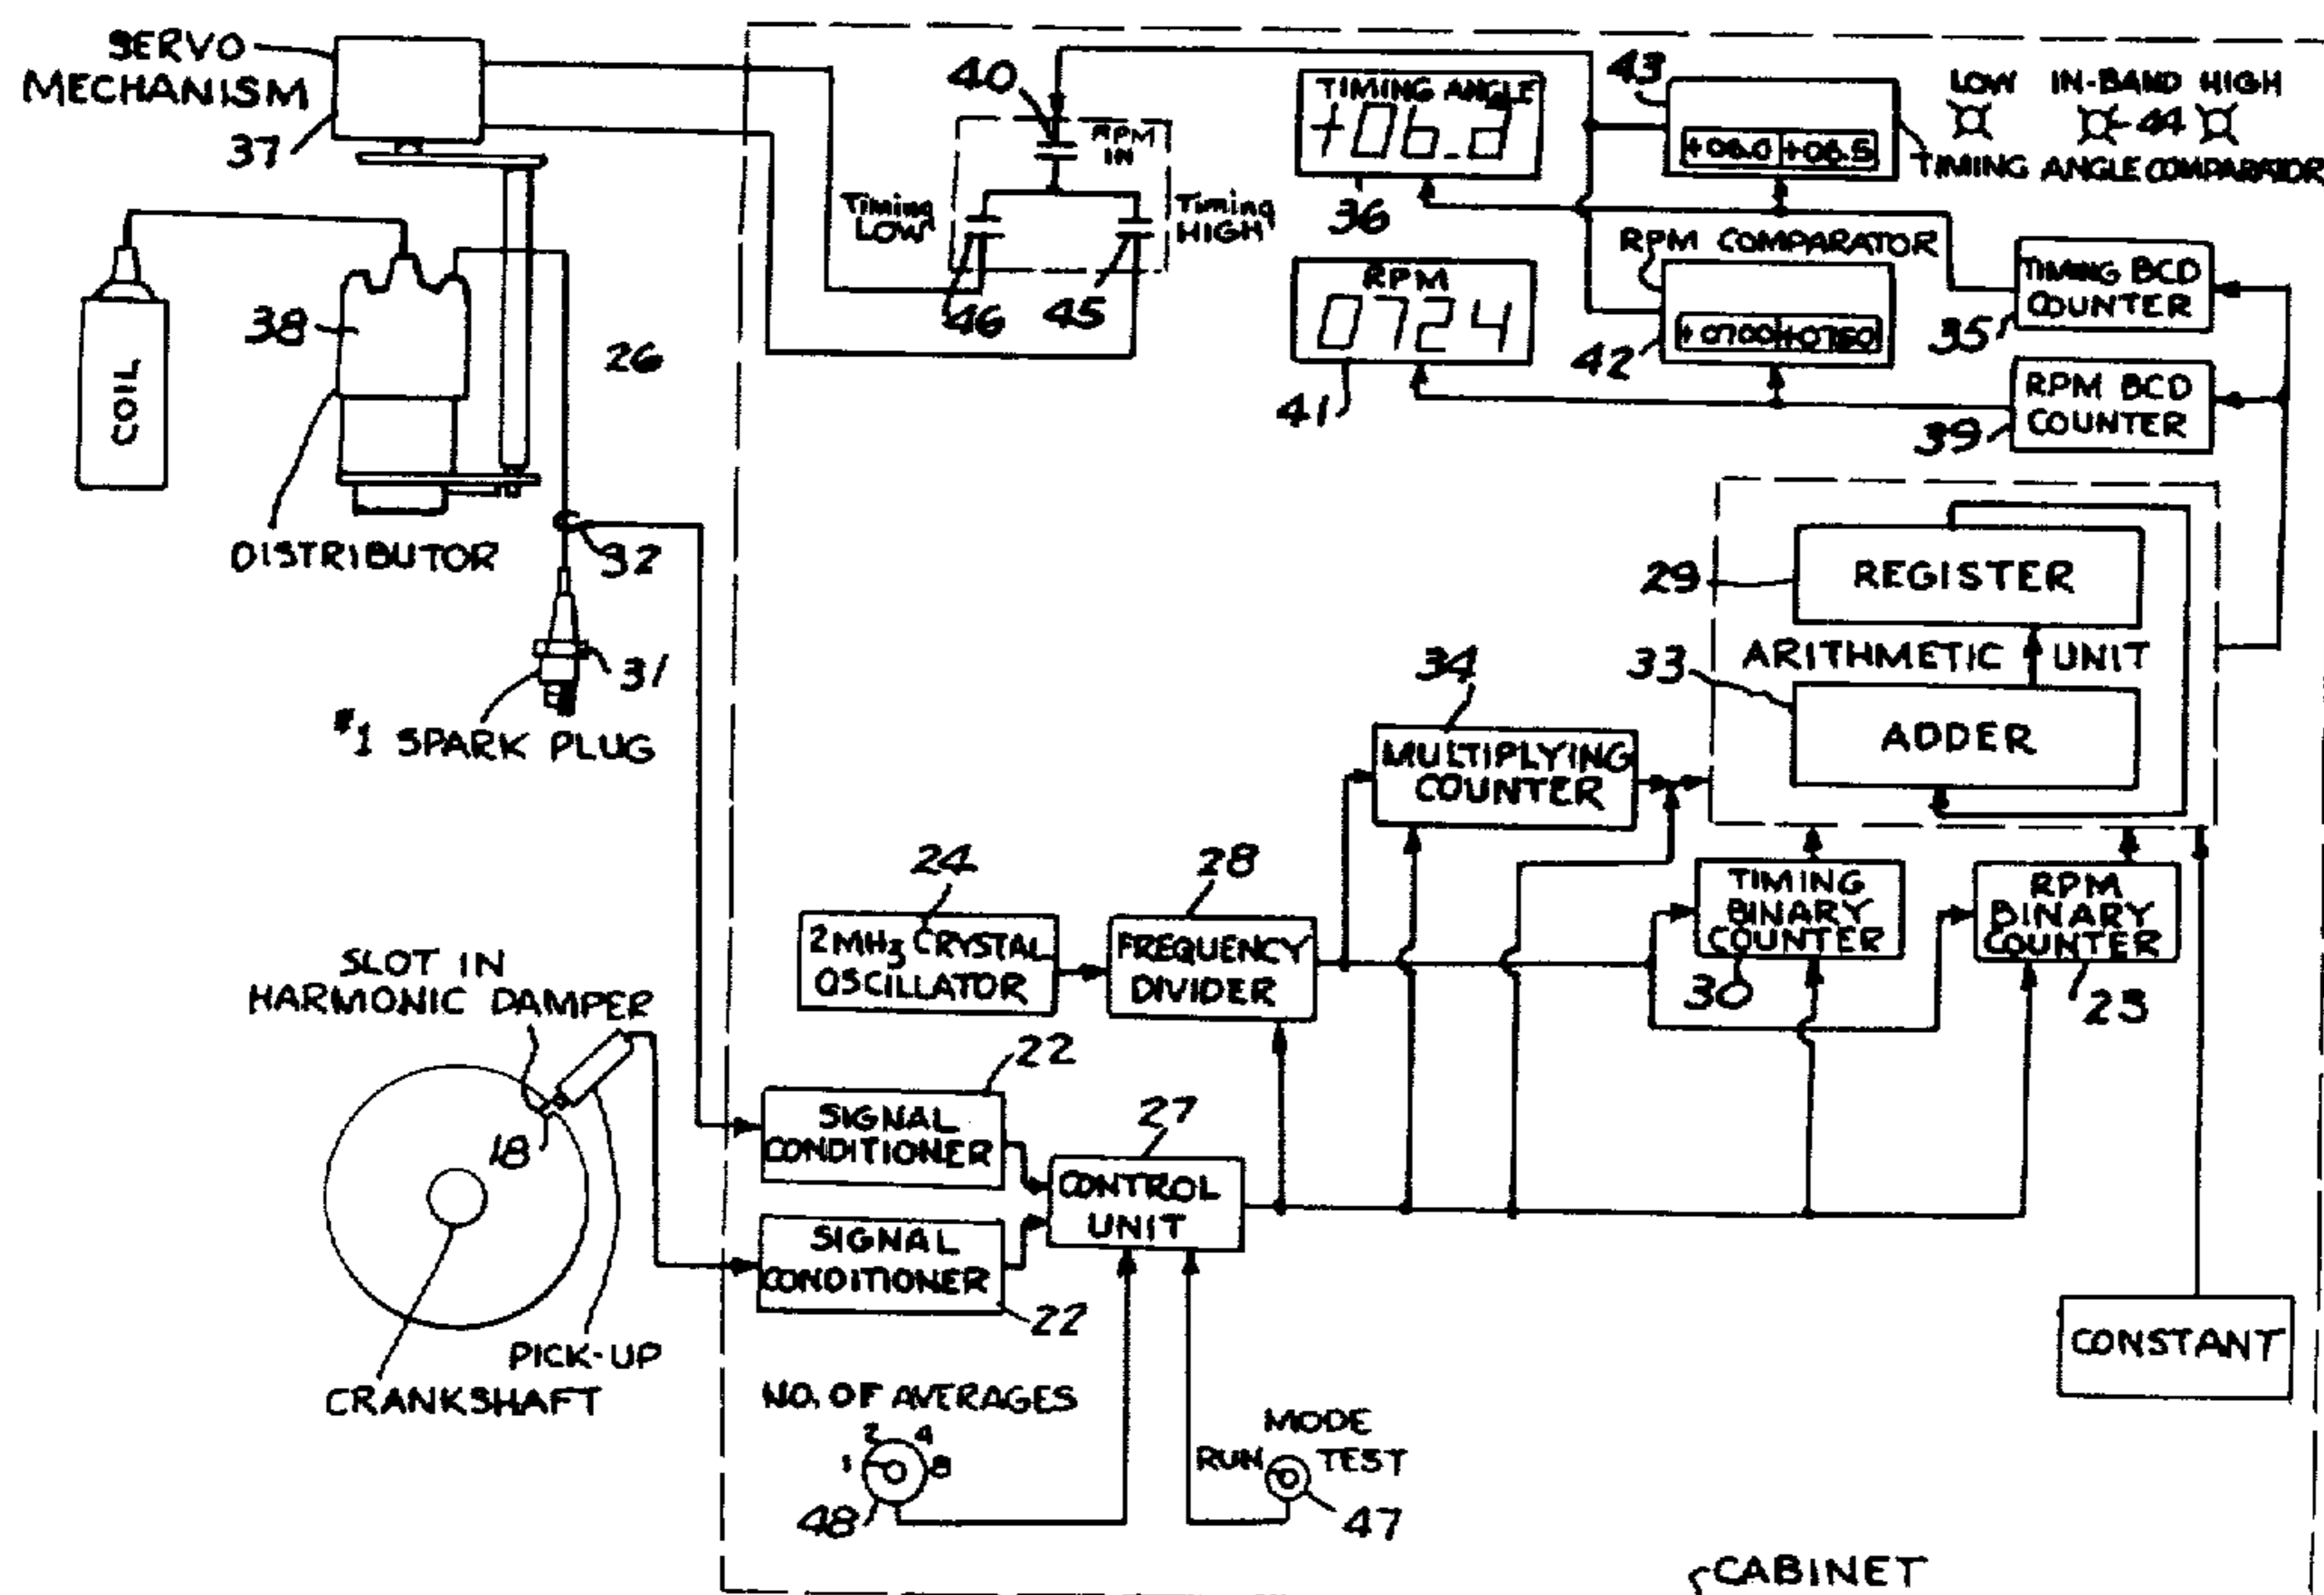 SERVO
MECHANISM
37
40
RPM
IN
Timing
LOW
Timing
HIGH
46
45
TIMING ANGLE
36
43
+06.0 +06.5
LOW IN-BAND HIGH
44
TIMING ANGLE COMPARATOR
RPM COMPARATOR
RPM
0724
41
+0700 +0750
42
TIMING BCD
COUNTER
35
RPM BCD
COUNTER
39
COIL
38
26
DISTRIBUTOR
32
31
#1 SPARK PLUG
29
REGISTER
ARITHMETIC UNIT
33
ADDER
34
MULTIPLYING
COUNTER
24
2MHz CRYSTAL
OSCILLATOR
28
FREQUENCY
DIVIDER
TIMING
BINARY
COUNTER
30
RPM
BINARY
COUNTER
23
SLOT IN
HARMONIC DAMPER
18
PICK-UP
CRANKSHAFT
22
SIGNAL
CONDITIONER
27
CONTROL
UNIT
SIGNAL
CONDITIONER
22
CONSTANT
NO. OF AVERAGES
1 2 4 8
48
MODE
RUN TEST
47
CABINET